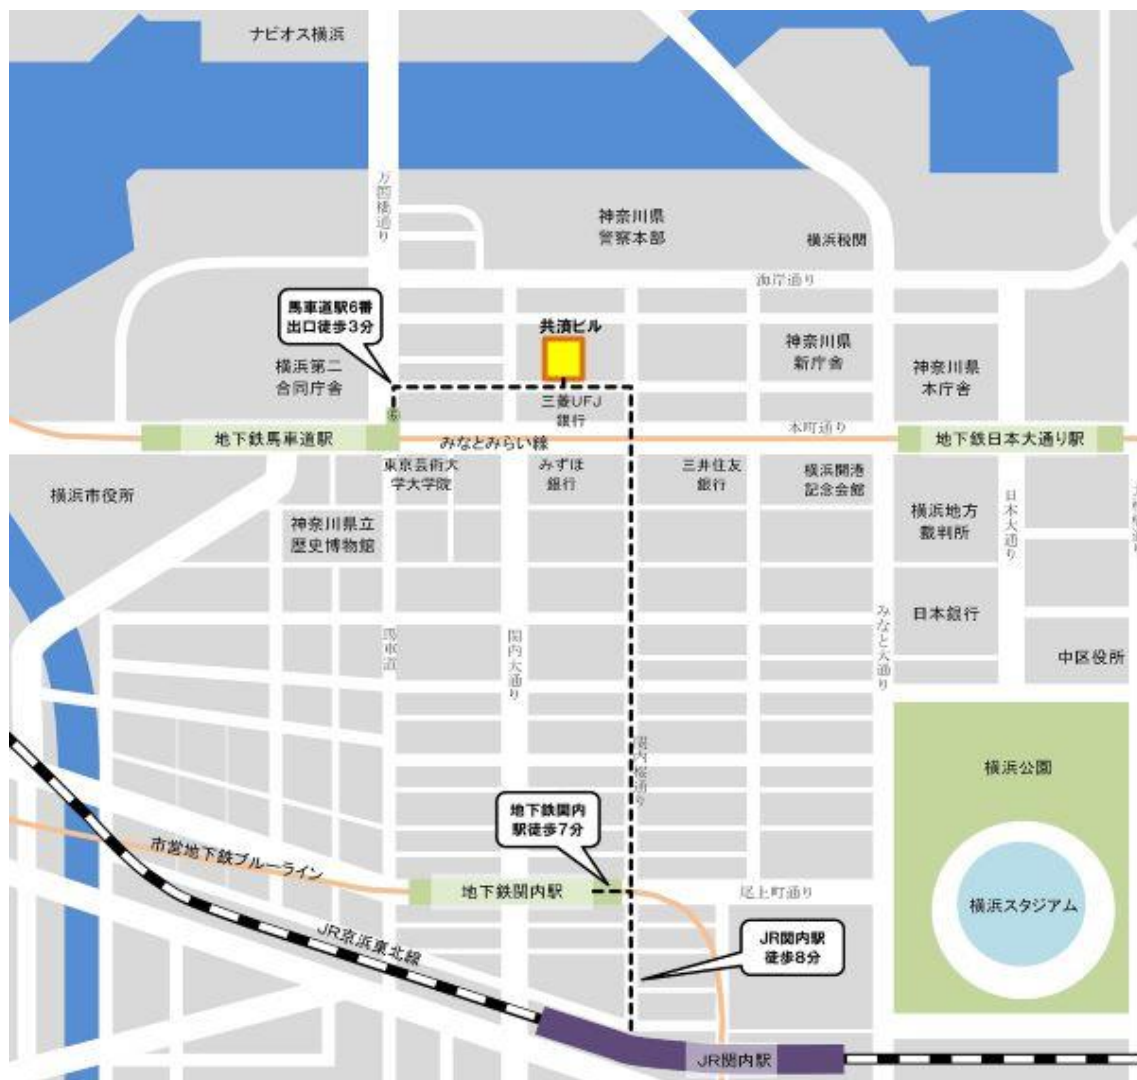 ナビオス横浜
万国橋通り
神奈川県
警察本部
横浜税関
海岸通り
馬車道駅6番
出口徒歩3分
共済ビル
横浜第二
合同庁舎
神奈川県
新庁舎
神奈川県
本庁舎
三菱UFJ
銀行
6
本町通り
地下鉄馬車道駅
みなとみらい線
地下鉄日本大通り駅
横浜市役所
東京芸術大
学大学院
みずほ
銀行
三井住友
銀行
横浜開港
記念会館
神奈川県立
歴史博物館
横浜地方
裁判所
日本大通り
日本銀行
みなと大通り
馬車道
関内大通り
中区役所
関内桜通り
横浜公園
地下鉄関内
駅徒歩7分
市営地下鉄ブルーライン
地下鉄関内駅
尾上町通り
横浜スタジアム
JR京浜東北線
JR関内駅
徒歩8分
JR関内駅